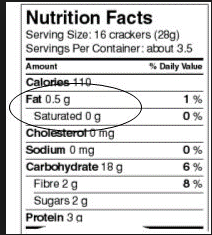 Nutrition Facts
Serving Size: 16 crackers (28g)
Servings Per Container: about 3.5
Amount % Daily Value
Calories 110
Fat 0.5 g 1 %
Saturated 0 g 0 %
Cholesterol 0 mg
Sodium 0 mg 0 %
Carbohydrate 18 g 6 %
Fibre 2 g 8 %
Sugars 2 g
Protein 3 g